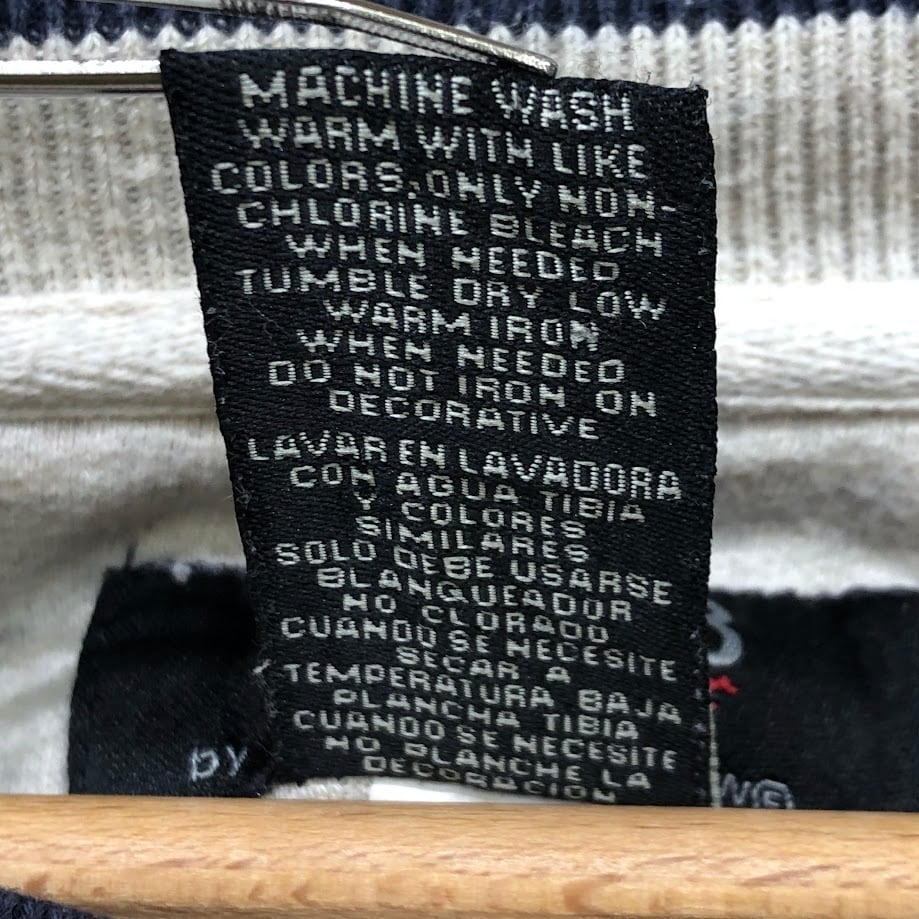 MACHINE WASH
WARM WITH LIKE
COLORS,ONLY NON-
CHLORINE BLEACH
WHEN NEEDED
TUMBLE DRY LOW
WARM IRON
WHEN NEEDED
DO NOT IRON ON
DECORATIVE
LAVAR EN LAVADORA
CON AGUA TIBIA
Y COLORES
SIMILARES
SOLO DEBE USARSE
BLANQUEADOR
NO CLORADO
CUANDO SE NECESITE
SECAR A
TEMPERATURA BAJA
PLANCHA TIBIA
CUANDO SE NECESITE
NO PLANCHE LA
DECORACION